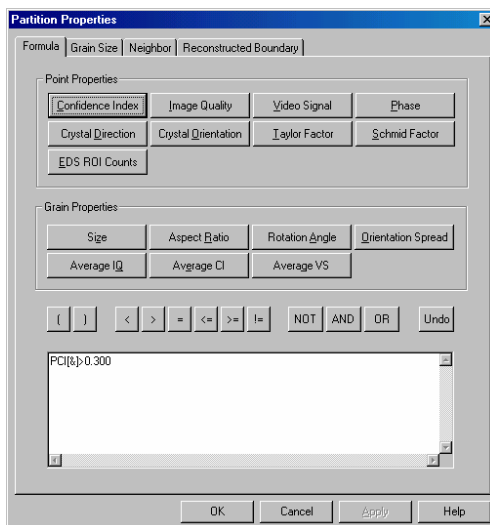 Partition Properties
Formula Grain Size Neighbor Reconstructed Boundary
Point Properties
Confidence Index Image Quality Video Signal Phase
Crystal Direction Crystal Orientation Taylor Factor Schmid Factor
EDS ROI Counts
Grain Properties
Size Aspect Ratio Rotation Angle Orientation Spread
Average IQ Average CI Average VS
( ) < > = <= >= != NOT AND OR Undo
PCI[&]>0.300
OK Cancel Apply Help